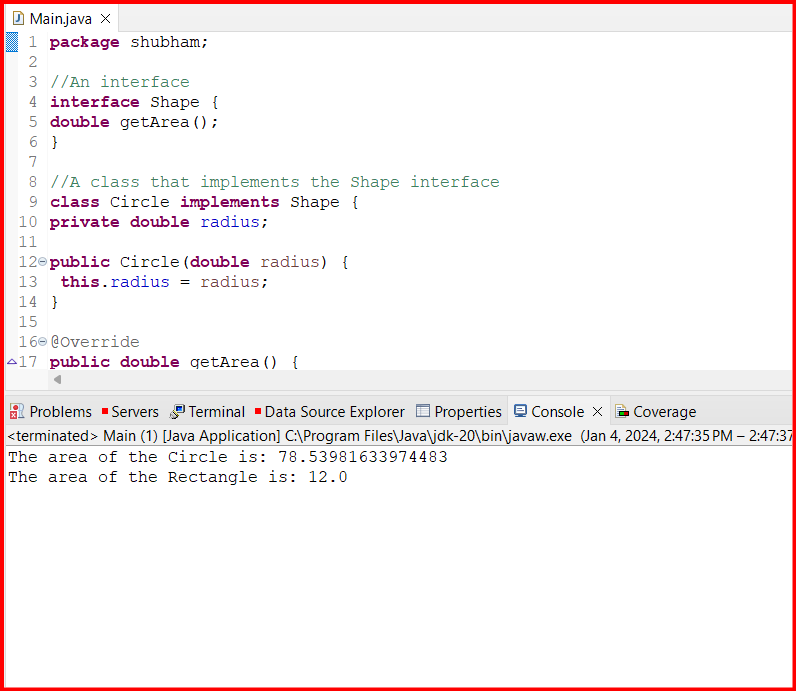 Main.java
1 package shubham;
2
3 //An interface
4 interface Shape {
5 double getArea();
6 }
7
8 //A class that implements the Shape interface
9 class Circle implements Shape {
10 private double radius;
11
12 public Circle(double radius) {
13 this.radius = radius;
14 }
15
16 @Override
17 public double getArea() {
Problems Servers Terminal Data Source Explorer Properties Console Coverage
<terminated> Main (1) [Java Application] C:\Program Files\Java\jdk-20\bin\javaw.exe (Jan 4, 2024, 2:47:35 PM – 2:47:37
The area of the Circle is: 78.53981633974483
The area of the Rectangle is: 12.0